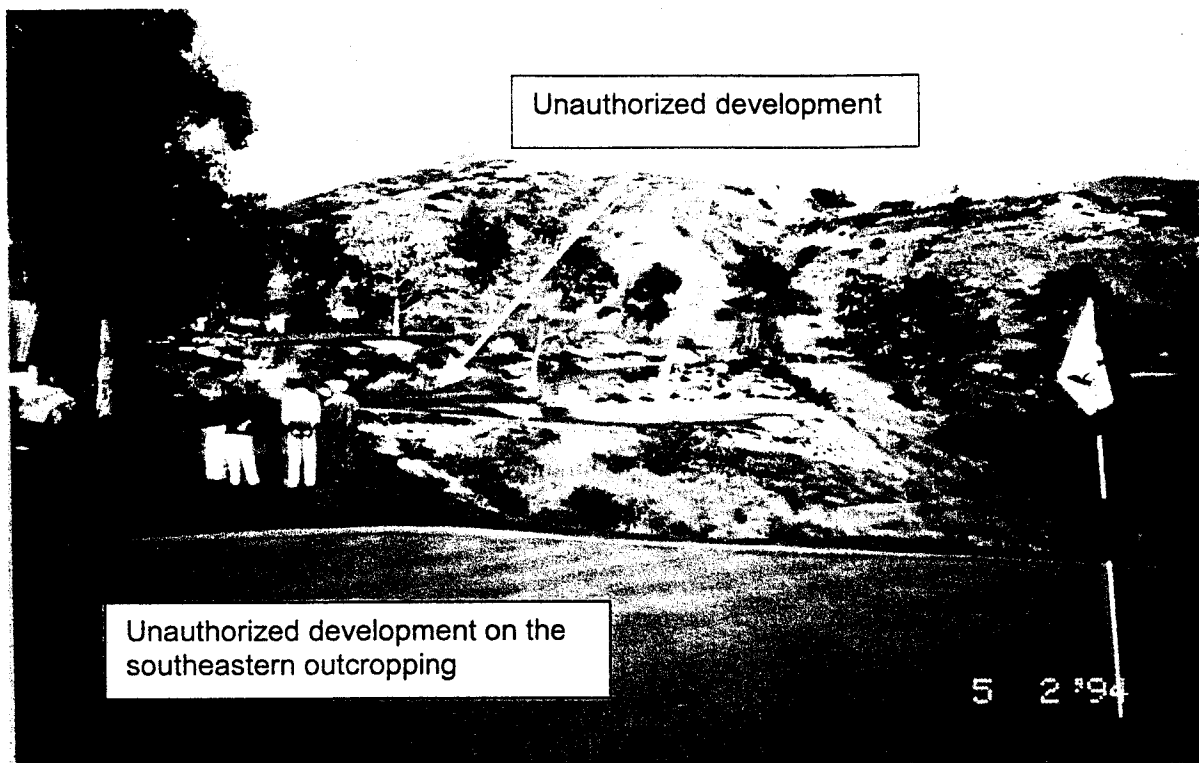 Unauthorized development
Unauthorized development on the
southeastern outcropping
5 2 '94